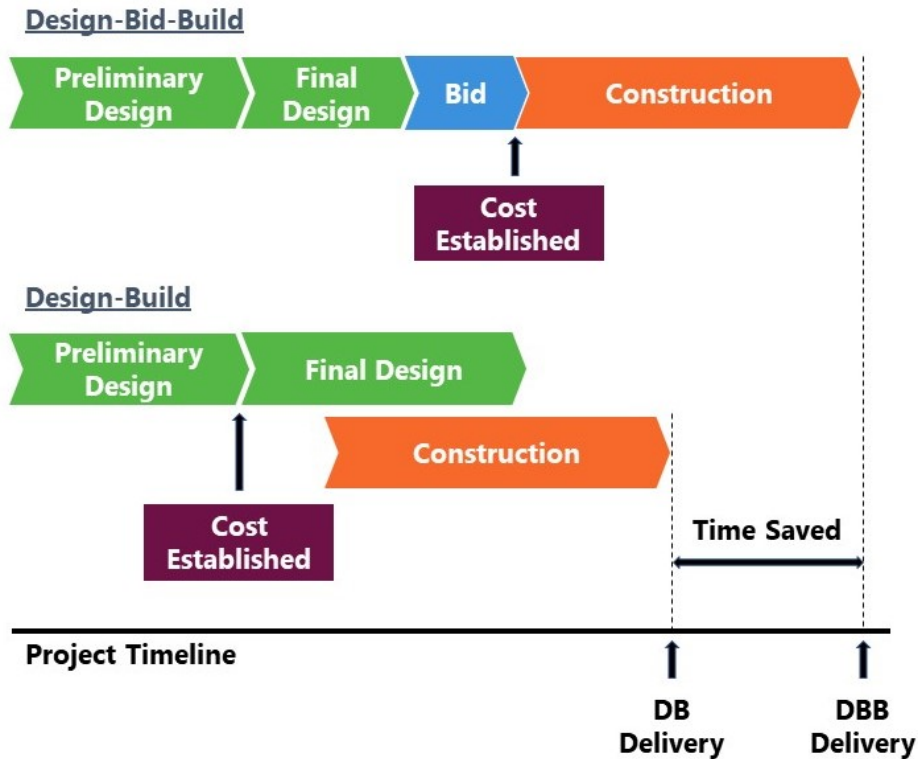 Design-Bid-Build
Preliminary
Design
Final
Design
Bid
Construction
Cost
Established
Design-Build
Preliminary
Design
Final Design
Construction
Cost
Established
Time Saved
Project Timeline
DB
Delivery
DBB
Delivery